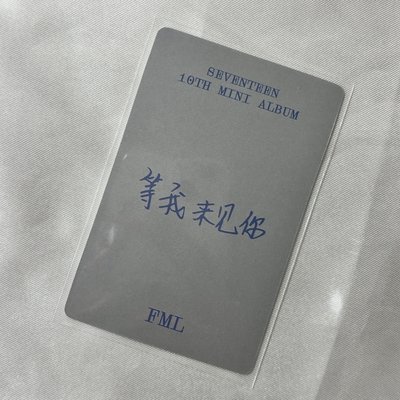 SEVENTEEN
10TH MINI ALBUM
等我来见你
FML